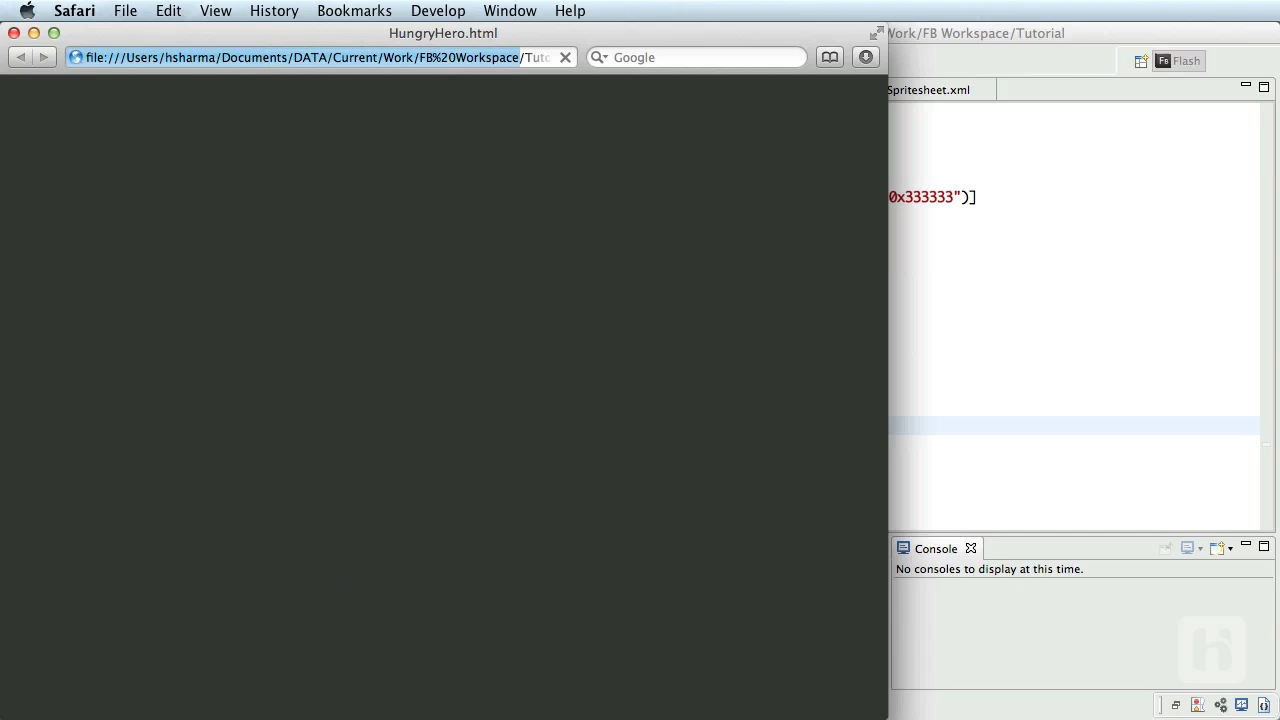 Safari File Edit View History Bookmarks Develop Window Help
HungryHero.html
Work/FB Workspace/Tutorial
file:///Users/hsharma/Documents/DATA/Current/Work/FB%20Workspace/Tuto
Google
Fb Flash
Spritesheet.xml
0x333333")]
Console
No consoles to display at this time.
h